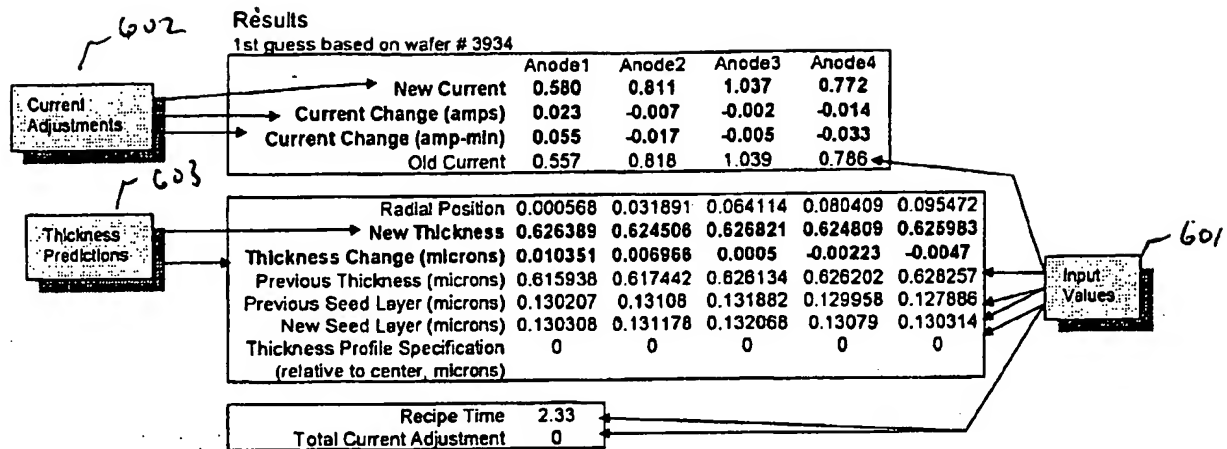 602
Results
1st guess based on wafer # 3934
Anode1 Anode2 Anode3 Anode4
New Current 0.580 0.811 1.037 0.772
Current Change (amps) 0.023 -0.007 -0.002 -0.014
Current Change (amp-min) 0.055 -0.017 -0.005 -0.033
Old Current 0.557 0.818 1.039 0.786
Current
Adjustments
603
Radial Position 0.000568 0.031891 0.064114 0.080409 0.095472
New Thickness 0.626389 0.624506 0.626821 0.624809 0.625983
Thickness Change (microns) 0.010351 0.006966 0.0005 -0.00223 -0.0047
Previous Thickness (microns) 0.615938 0.617442 0.626134 0.626202 0.628257
Previous Seed Layer (microns) 0.130207 0.13108 0.131882 0.129958 0.127886
New Seed Layer (microns) 0.130308 0.131178 0.132068 0.13079 0.130314
Thickness Profile Specification 0 0 0 0 0
(relative to center, microns)
Thickness
Predictions
601
Input
Values
Recipe Time 2.33
Total Current Adjustment 0